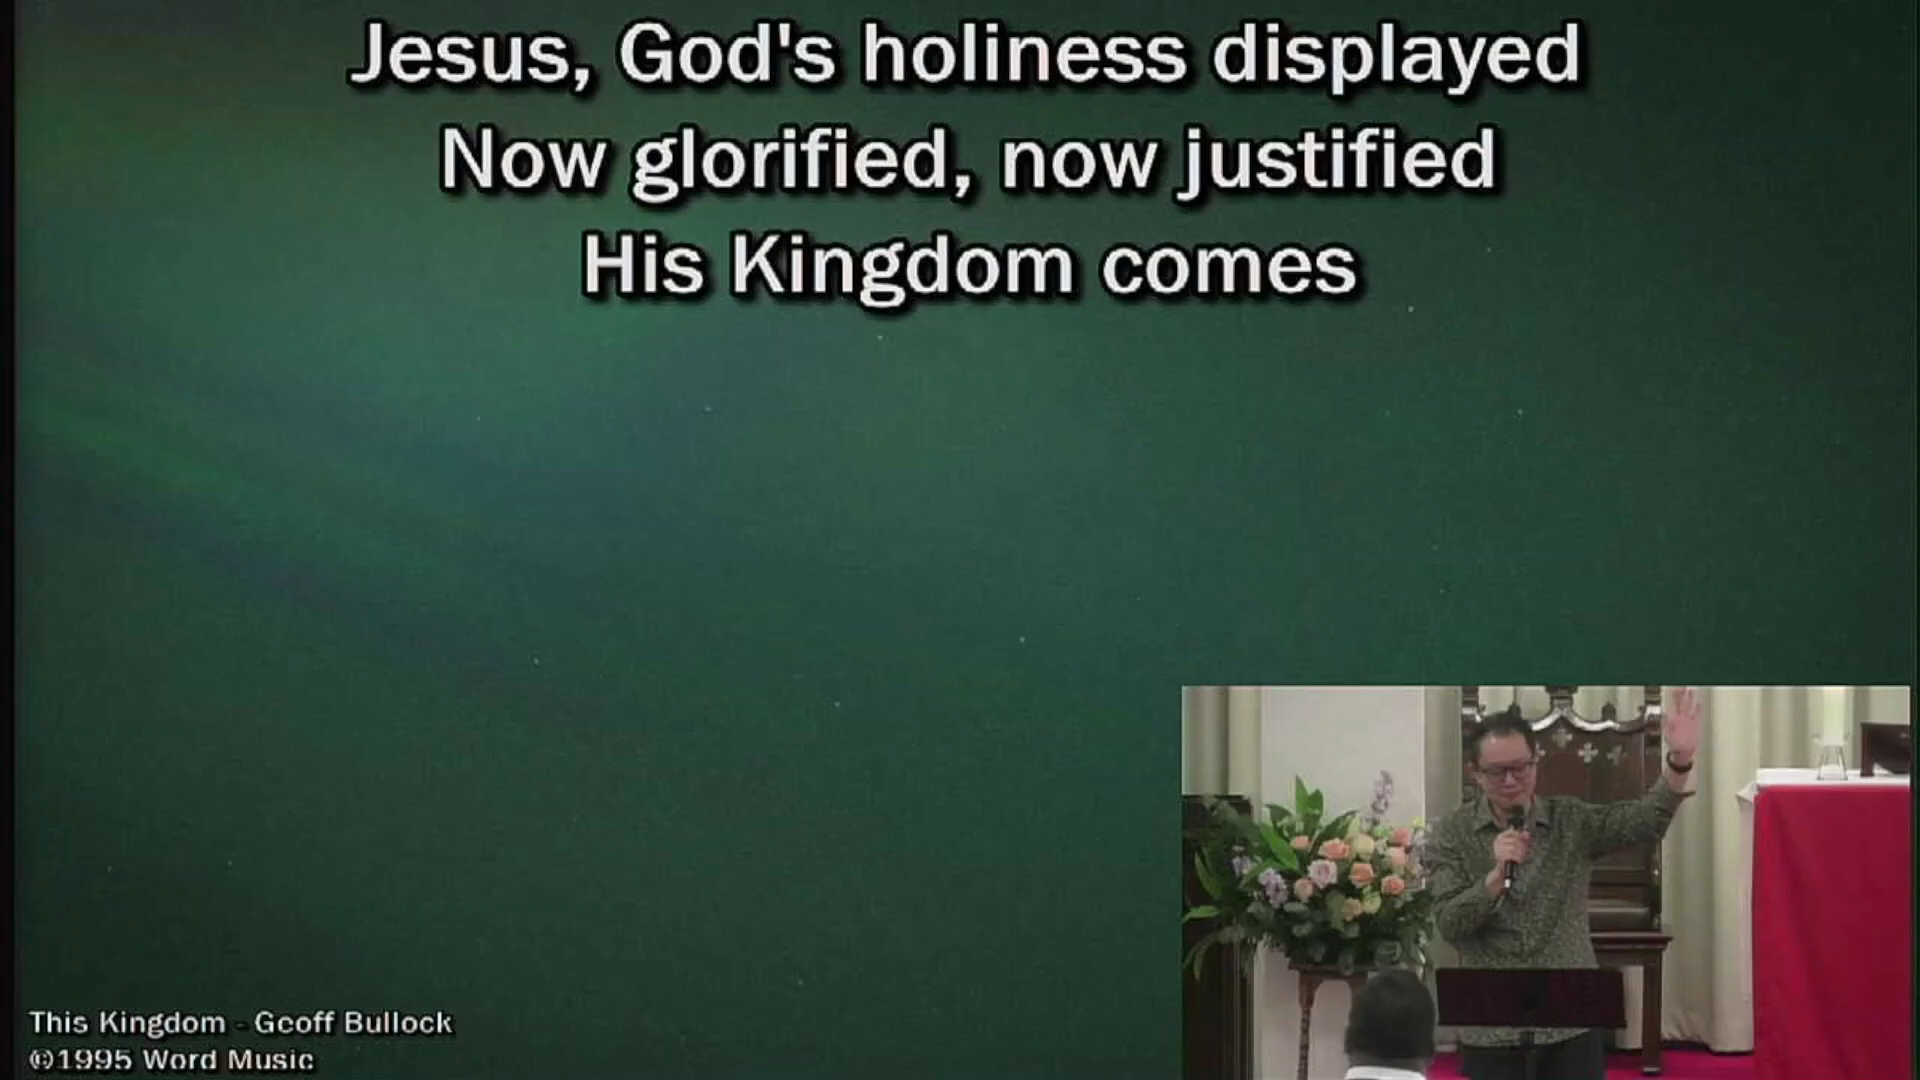 Jesus, God's holiness displayed
Now glorified, now justified
His Kingdom comes
This Kingdom - Geoff Bullock
©1995 Word Music